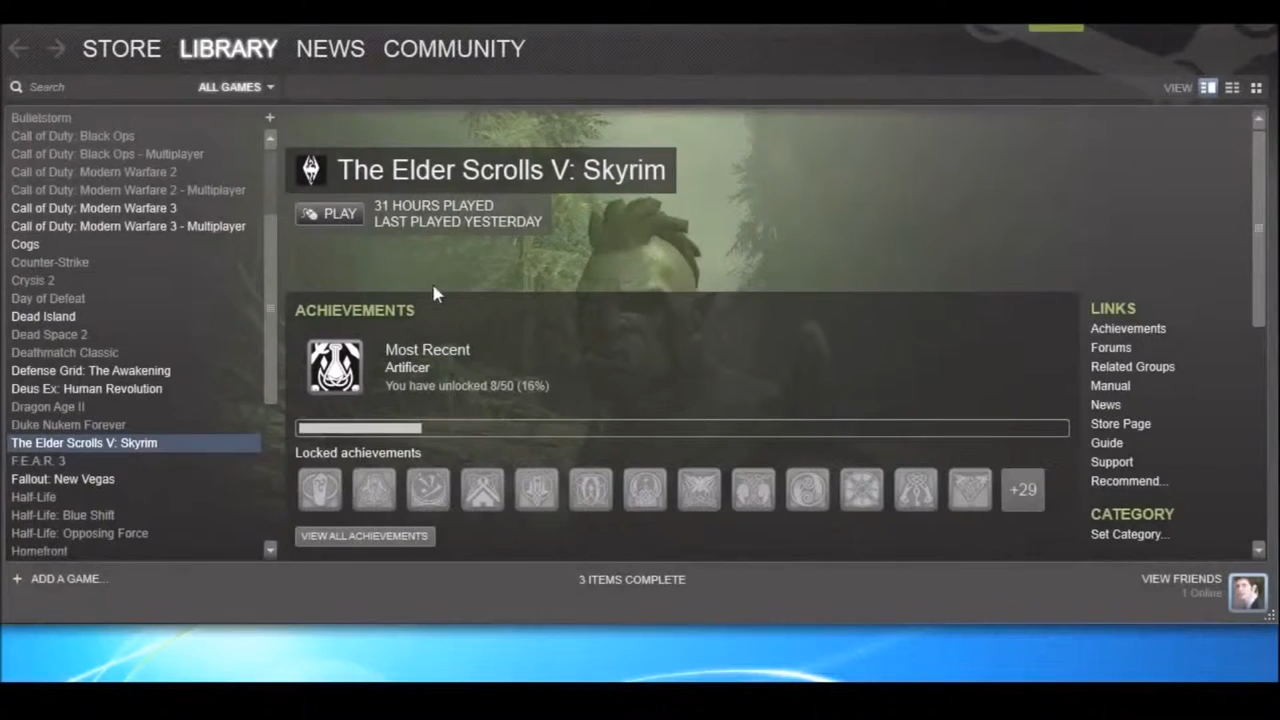 STORE LIBRARY NEWS COMMUNITY
Search ALL GAMES VIEW
Bulletstorm +
Call of Duty: Black Ops
Call of Duty: Black Ops - Multiplayer
Call of Duty: Modern Warfare 2
Call of Duty: Modern Warfare 2 - Multiplayer
Call of Duty: Modern Warfare 3
Call of Duty: Modern Warfare 3 - Multiplayer
Cogs
Counter-Strike
Crysis 2
Day of Defeat
Dead Island
Dead Space 2
Deathmatch Classic
Defense Grid: The Awakening
Deus Ex: Human Revolution
Dragon Age II
Duke Nukem Forever
The Elder Scrolls V: Skyrim
F.E.A.R. 3
Fallout: New Vegas
Half-Life
Half-Life: Blue Shift
Half-Life: Opposing Force
Homefront
The Elder Scrolls V: Skyrim
PLAY
31 HOURS PLAYED
LAST PLAYED YESTERDAY
ACHIEVEMENTS
Most Recent
Artificer
You have unlocked 8/50 (16%)
Locked achievements
+29
VIEW ALL ACHIEVEMENTS
LINKS
Achievements
Forums
Related Groups
Manual
News
Store Page
Guide
Support
Recommend...
CATEGORY
Set Category...
+ ADD A GAME...
3 ITEMS COMPLETE
VIEW FRIENDS
1 Online